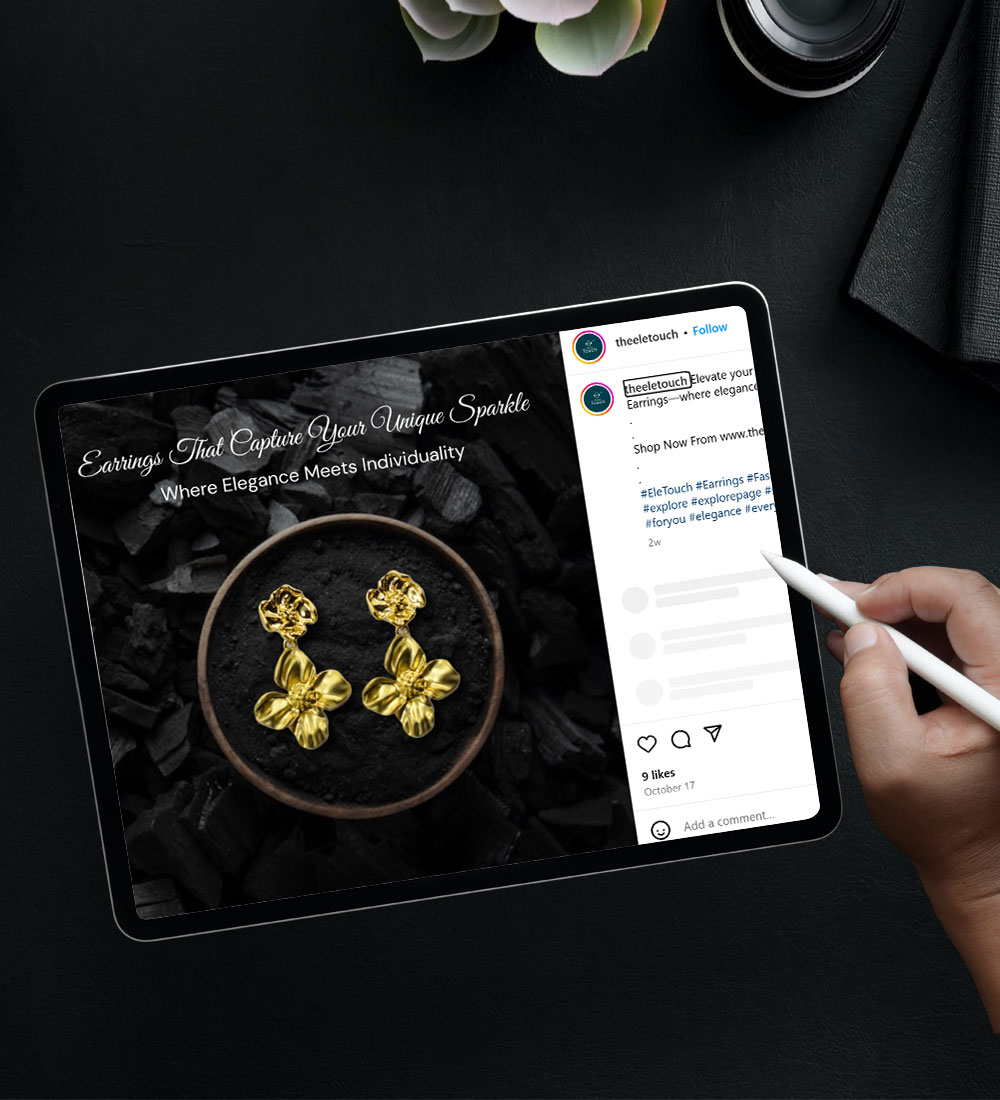 Earrings That Capture Your Unique Sparkle
Where Elegance Meets Individuality
theeletouch • Follow
theeletouch Elevate your
Earrings—where elegance
.
.
Shop Now From www.the
.
.
#EleTouch #Earrings #Fas
#explore #explorepage #
#foryou #elegance #every
2w
9 likes
October 17
Add a comment...